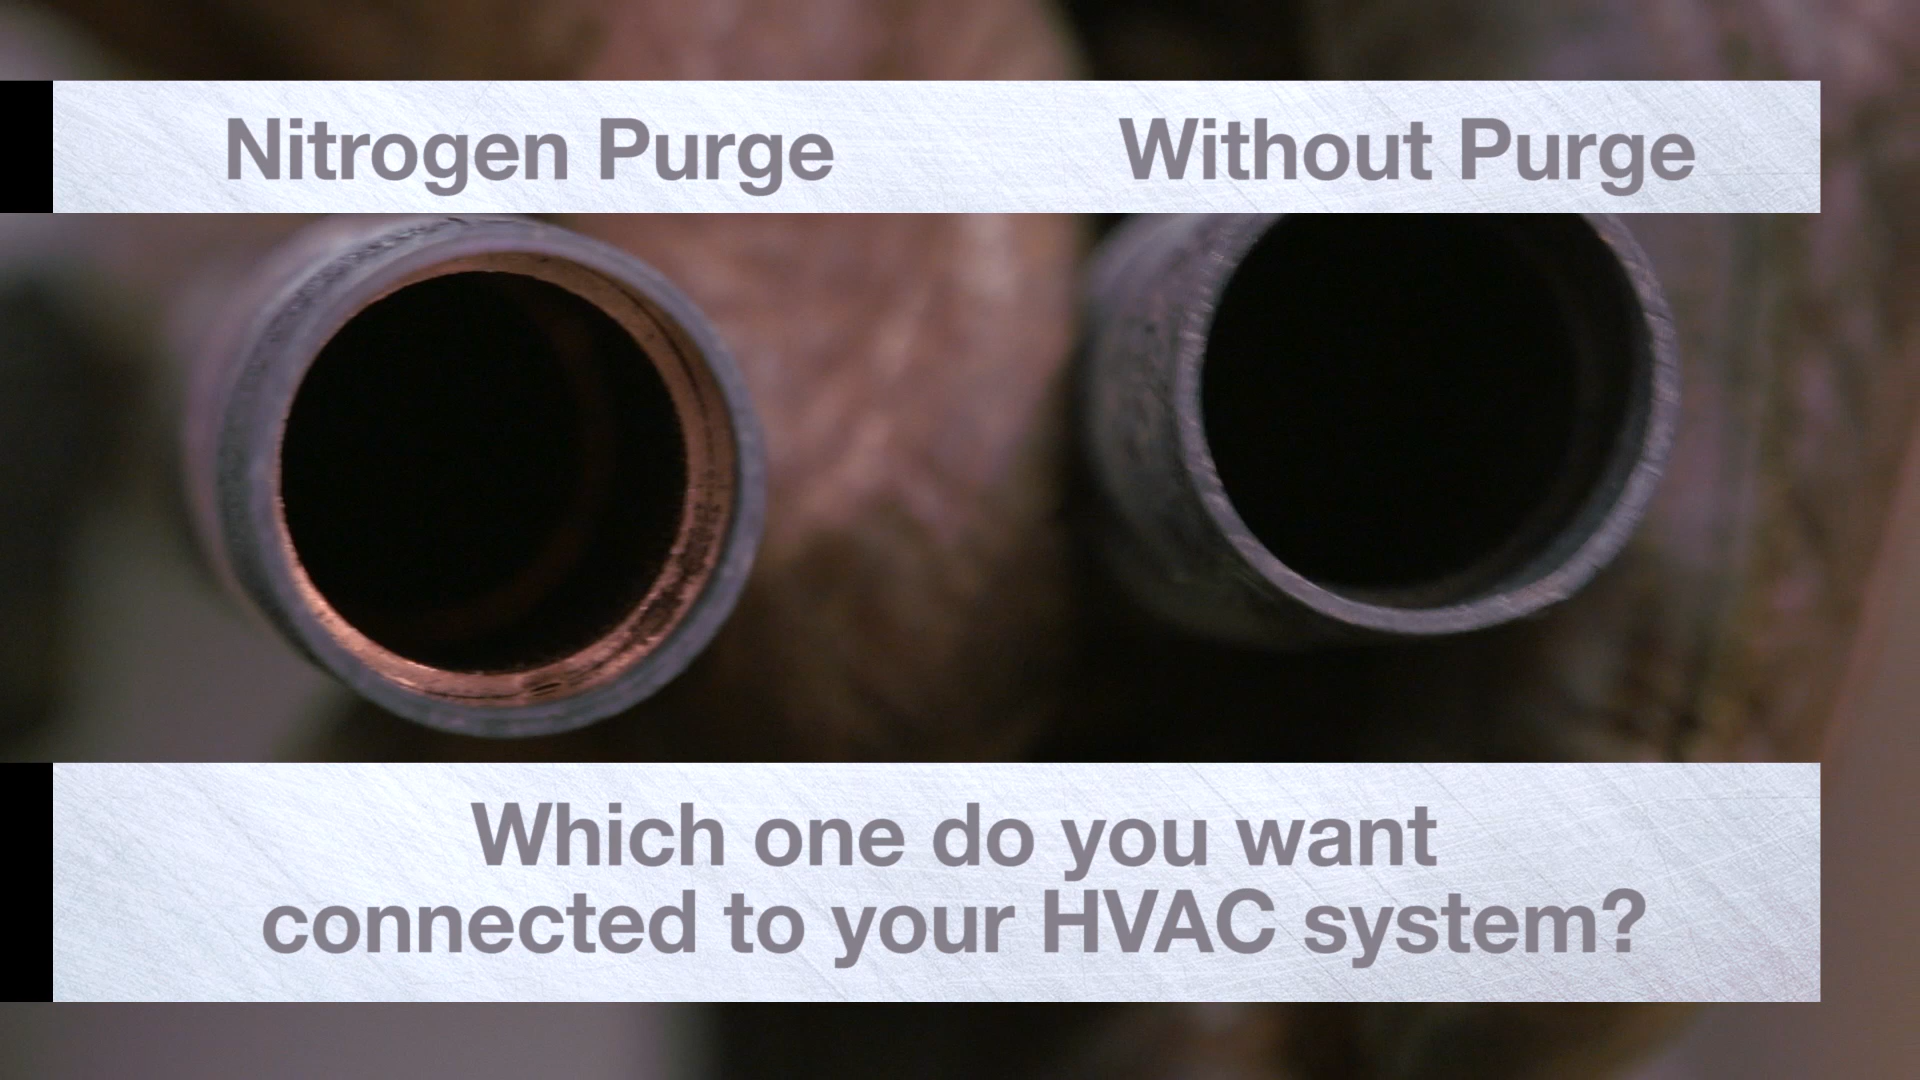 Nitrogen Purge Without Purge
Which one do you want
connected to your HVAC system?